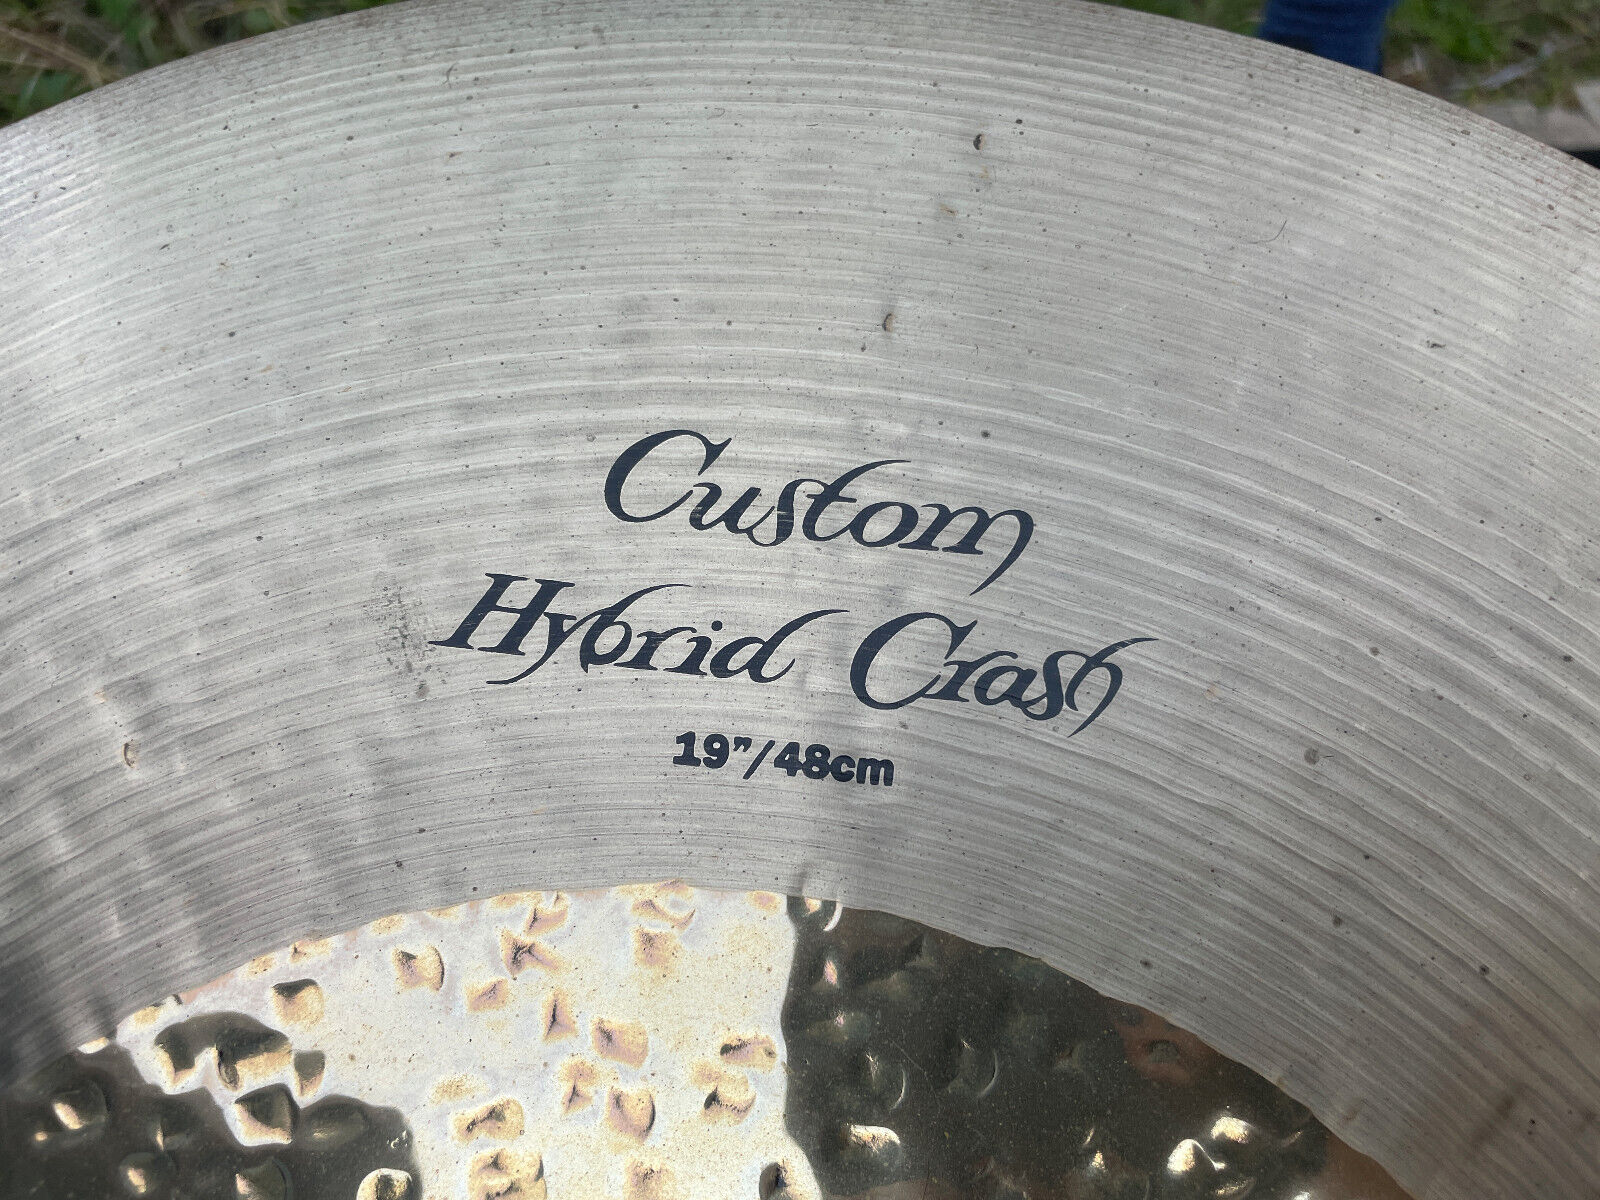 Custom
Hybrid Crash
19”/48cm